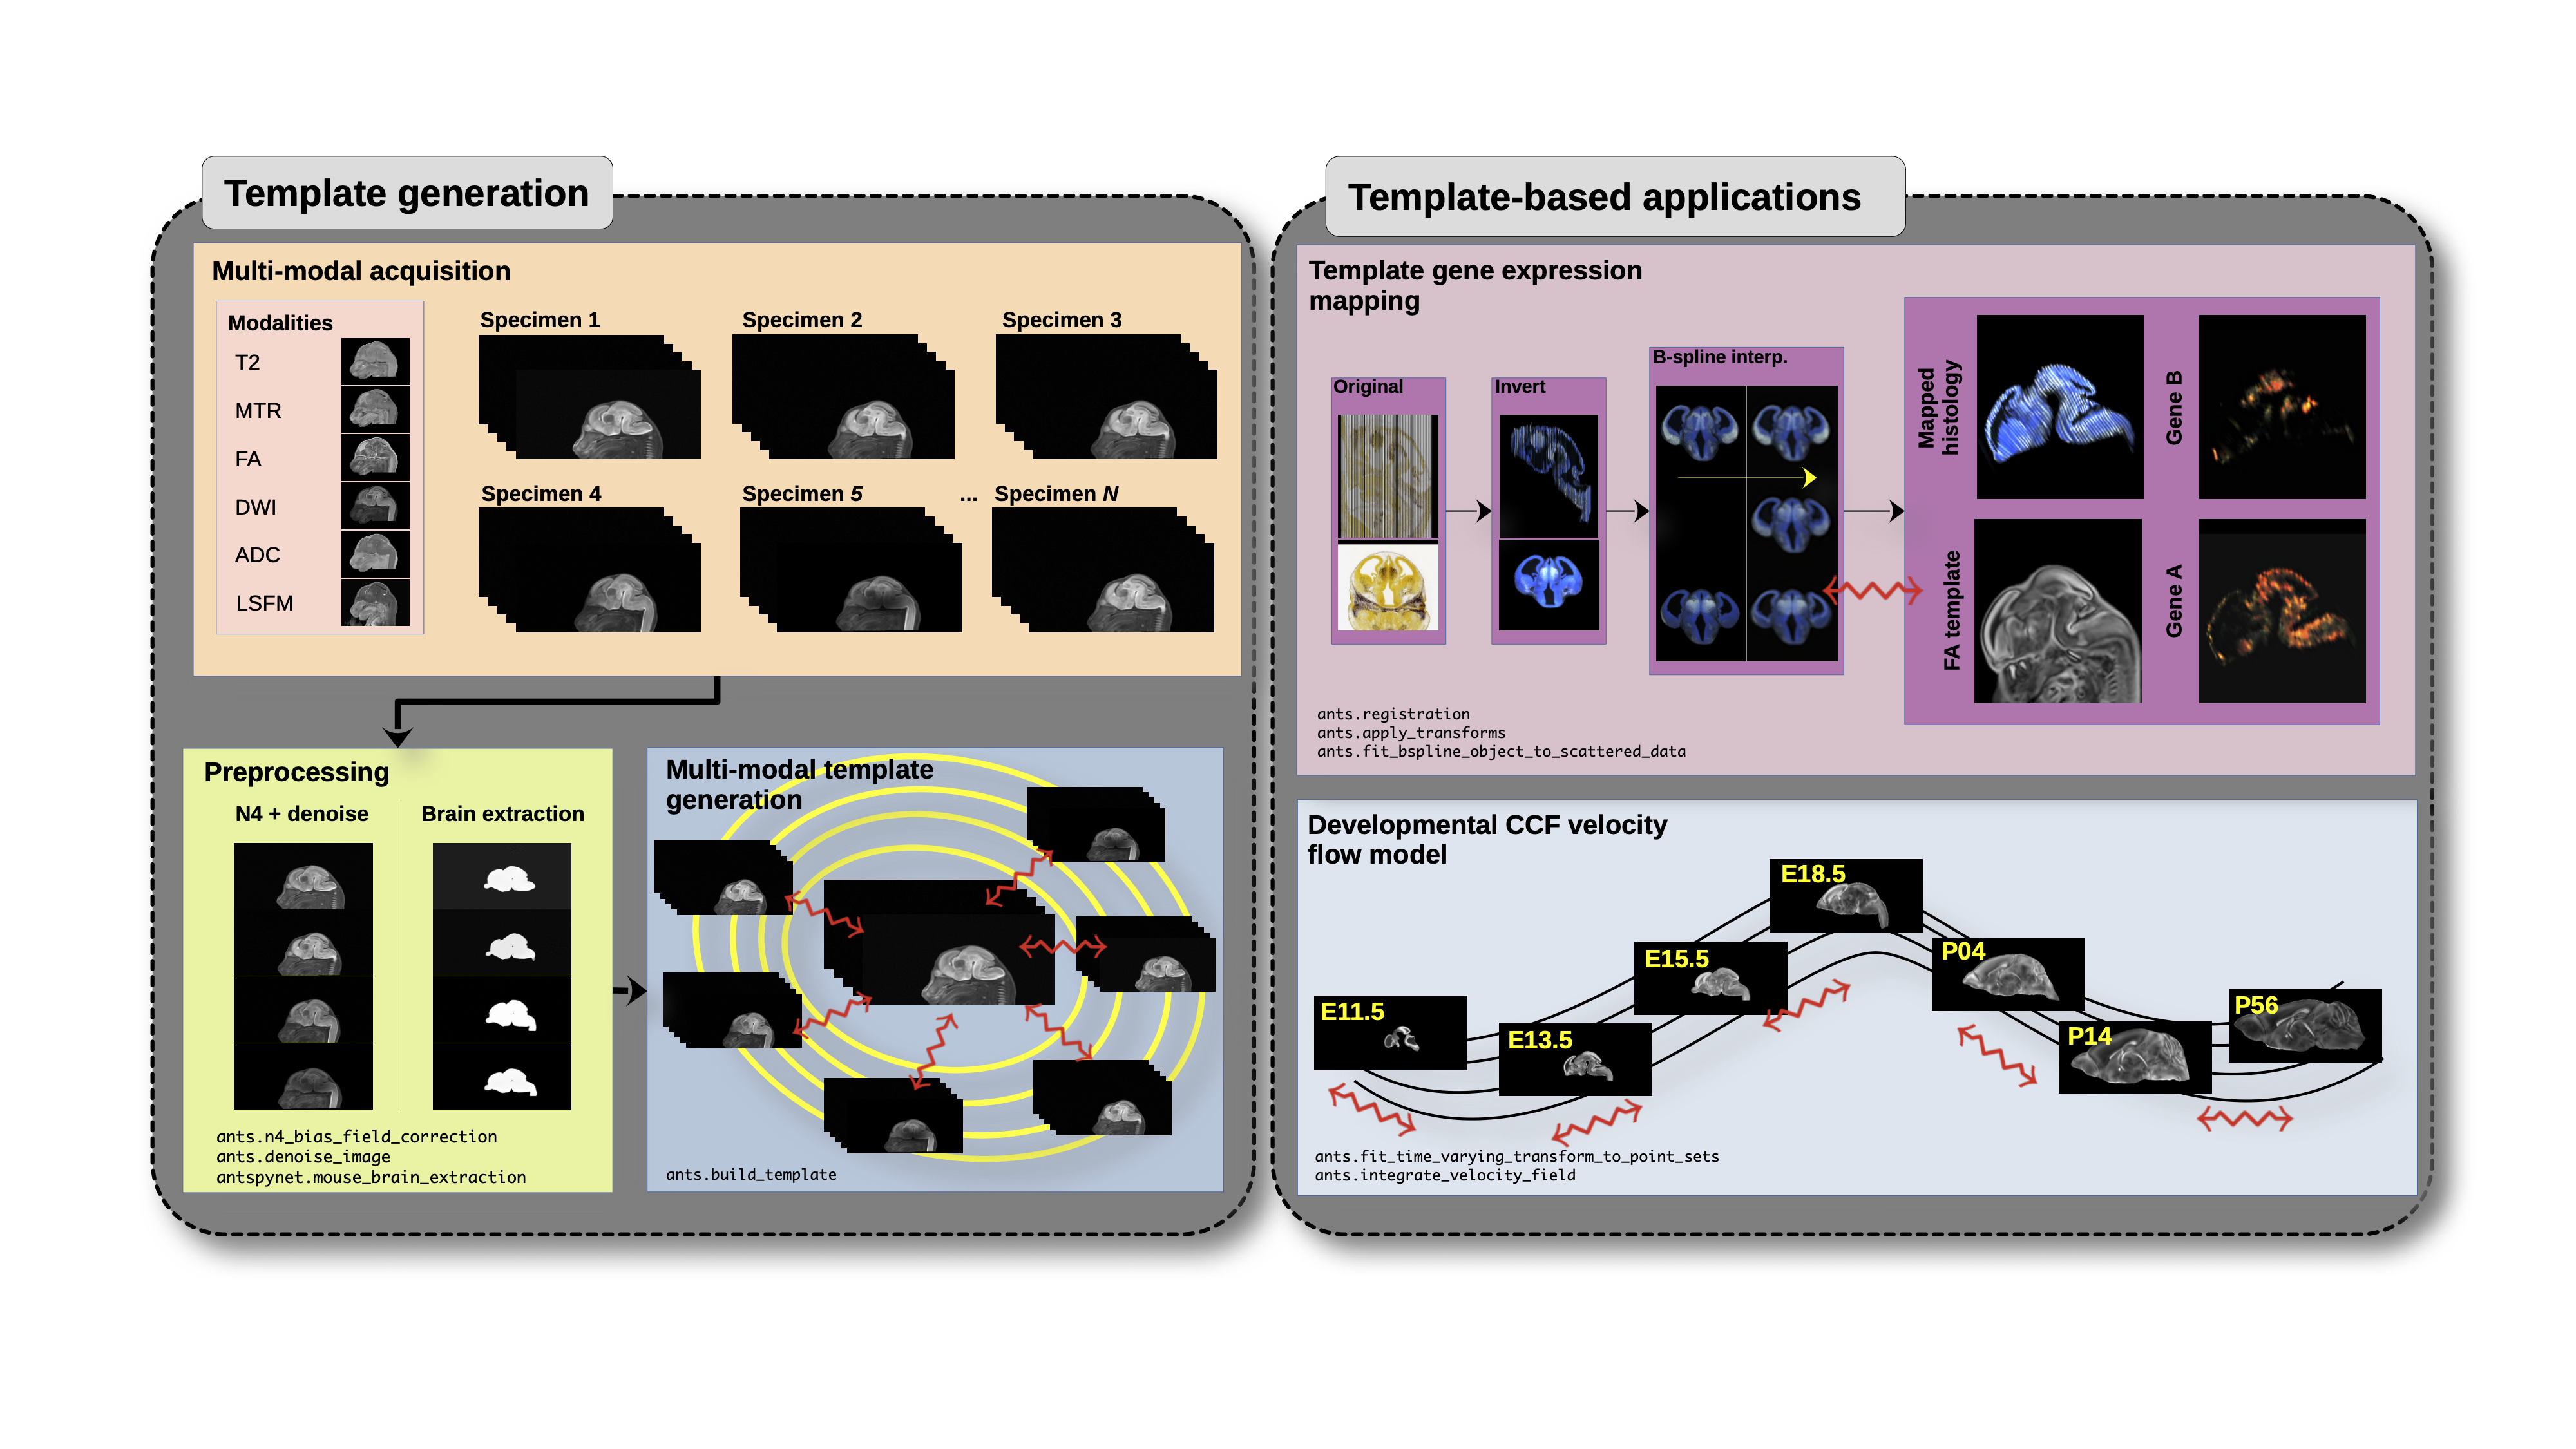 Template generation
Multi-modal acquisition
Modalities
T2
MTR
FA
DWI
ADC
LSFM
Specimen 1
Specimen 2
Specimen 3
Specimen 4
Specimen 5
... Specimen N
Preprocessing
N4 + denoise
Brain extraction
ants.n4_bias_field_correction
ants.denoise_image
antspynet.mouse_brain_extraction
Multi-modal template
generation
ants.build_template
Template-based applications
Template gene expression
mapping
Original
Invert
B-spline interp.
Mapped
histology
Gene B
FA template
Gene A
ants.registration
ants.apply_transforms
ants.fit_bspline_object_to_scattered_data
Developmental CCF velocity
flow model
E11.5
E13.5
E15.5
E18.5
P04
P14
P56
ants.fit_time_varying_transform_to_point_sets
ants.integrate_velocity_field